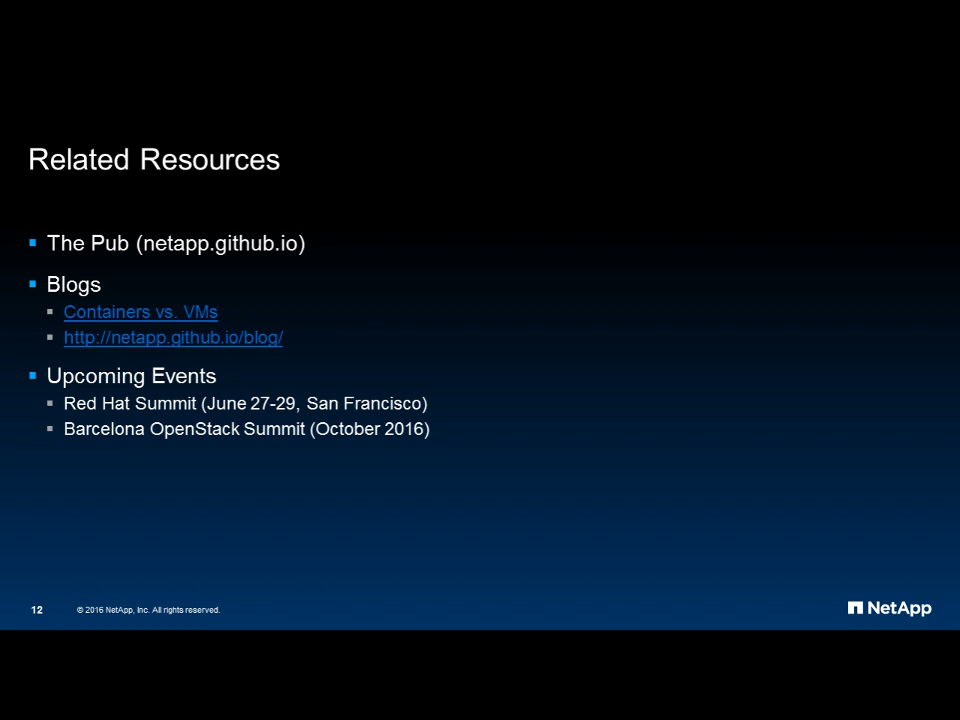 Related Resources
The Pub (netapp.github.io)
Blogs
Containers vs. VMs
http://netapp.github.io/blog/
Upcoming Events
Red Hat Summit (June 27-29, San Francisco)
Barcelona OpenStack Summit (October 2016)
12 © 2016 NetApp, Inc. All rights reserved. NetApp